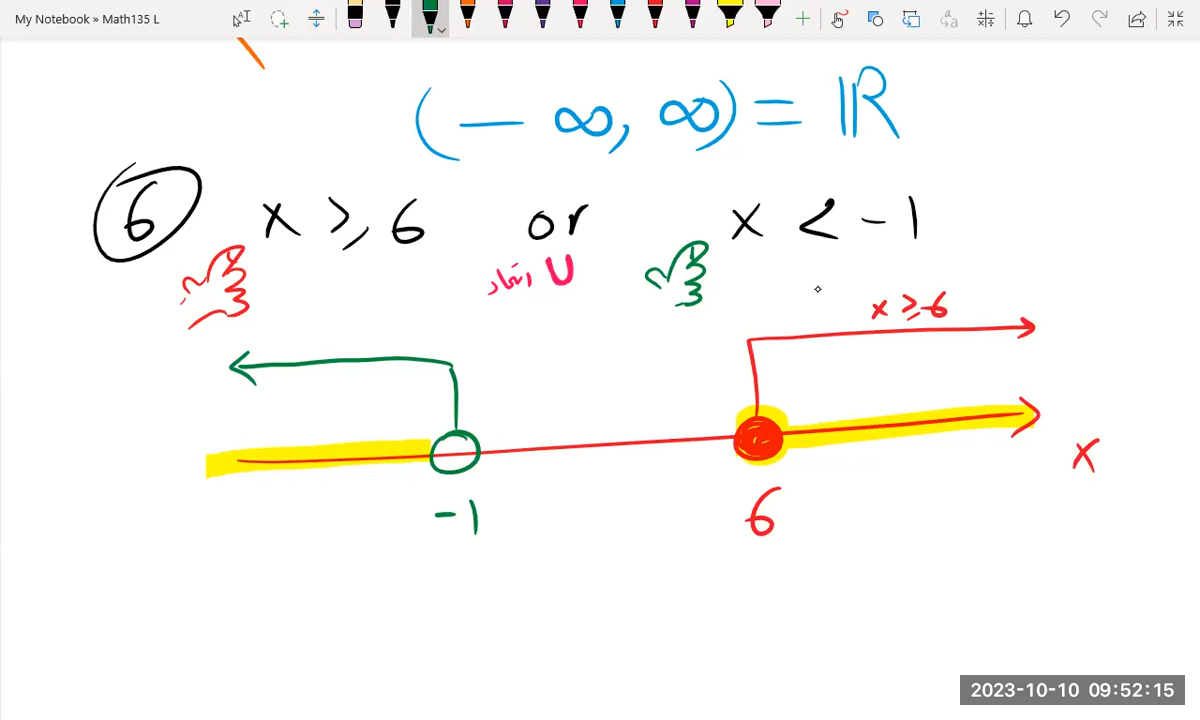 My Notebook » Math135 L
(-∞, ∞) = ℝ
⑥ x ≥ 6 or x < -1
اتحاد U
x ≥ 6
x
-1 6
2023-10-10 09:52:15